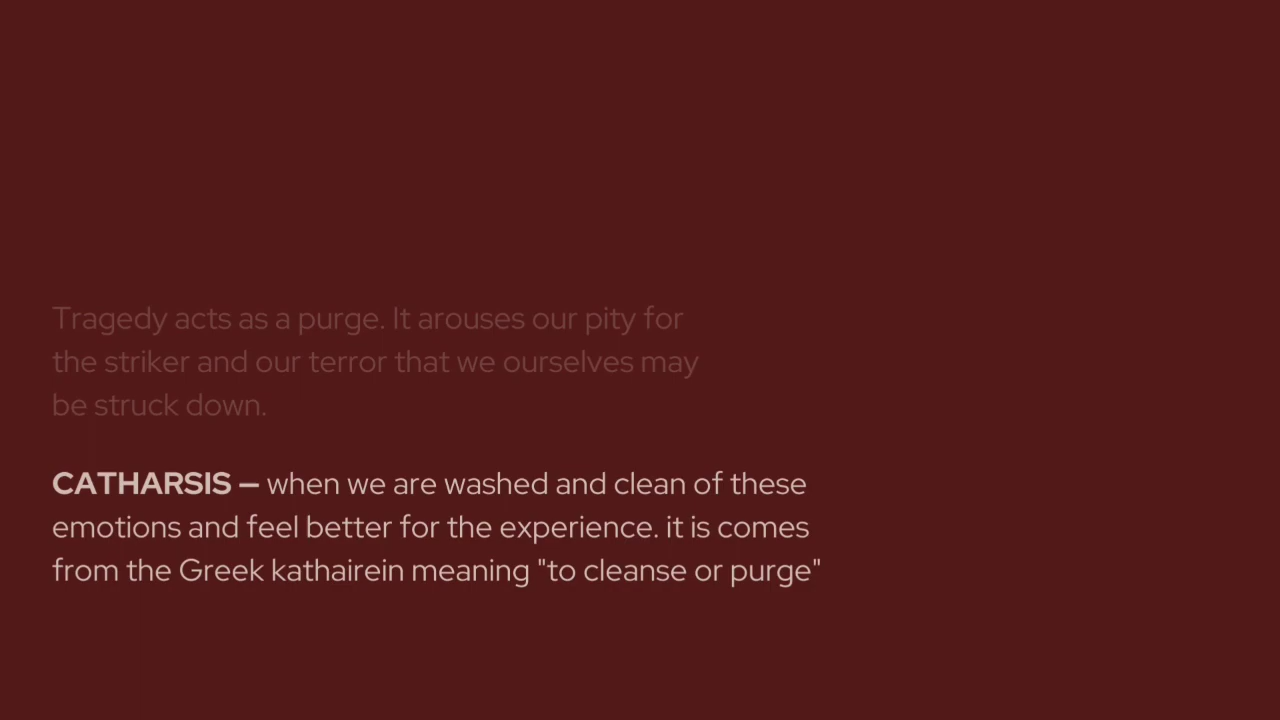 Tragedy acts as a purge. It arouses our pity for
the striker and our terror that we ourselves may
be struck down.
CATHARSIS — when we are washed and clean of these
emotions and feel better for the experience. it is comes
from the Greek kathairein meaning "to cleanse or purge"